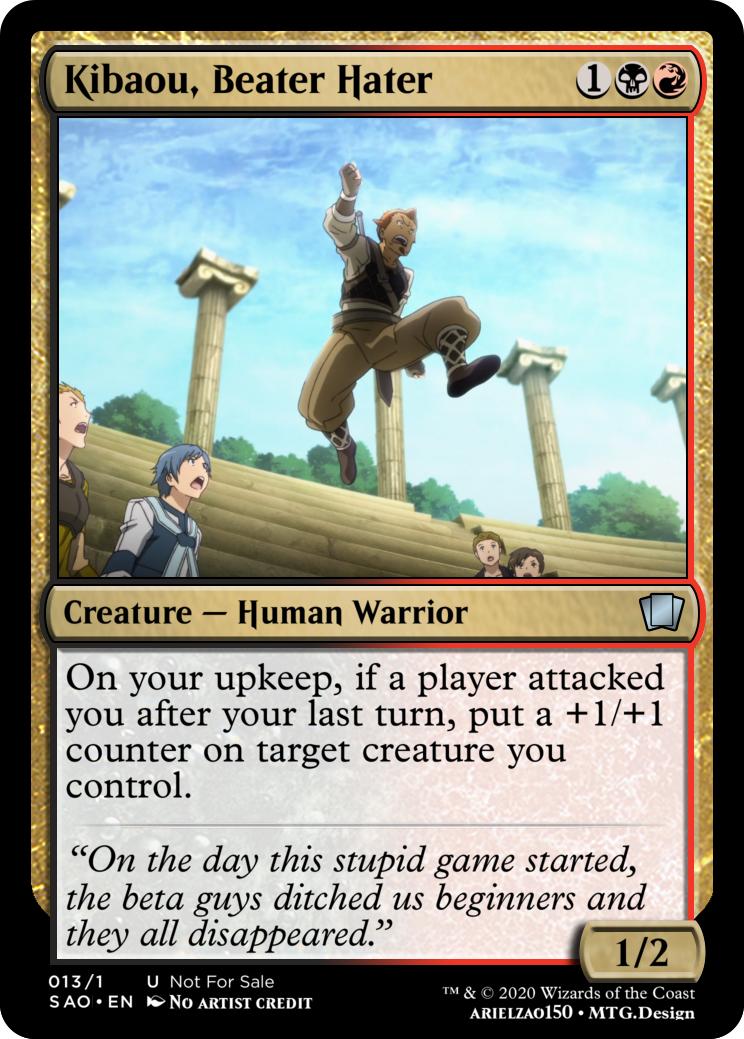 Kibaou, Beater Hater 1
Creature — Human Warrior
On your upkeep, if a player attacked
you after your last turn, put a +1/+1
counter on target creature you
control.
“On the day this stupid game started,
the beta guys ditched us beginners and
they all disappeared.”
1/2
013/1 U Not For Sale
SAO • EN No artist credit
™ & © 2020 Wizards of the Coast
ARIELZAO150 • MTG.Design